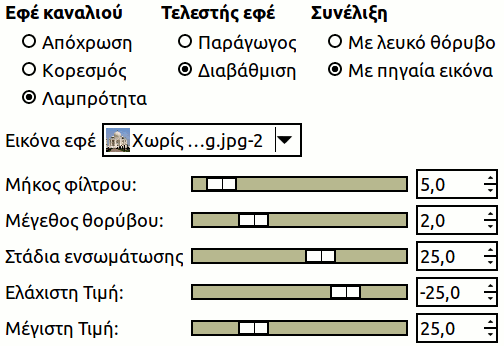 Εφέ καναλιού Τελεστής εφέ Συνέλιξη
Απόχρωση Παράγωγος Με λευκό θόρυβο
Κορεσμός Διαβάθμιση Με πηγαία εικόνα
Λαμπρότητα
Εικόνα εφέ Χωρίς ...g.jpg-2
Μήκος φίλτρου: 5,0
Μέγεθος θορύβου: 2,0
Στάδια ενσωμάτωσης 25,0
Ελάχιστη Τιμή: -25,0
Μέγιστη Τιμή: 25,0